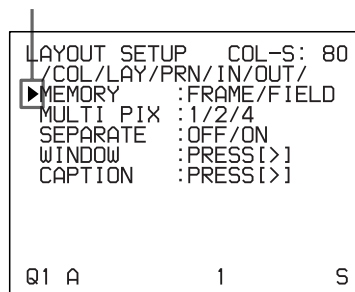 LAYOUT SETUP COL-S: 80
/COL/LAY/PRN/IN/OUT/
▶MEMORY :FRAME/FIELD
MULTI PIX :1/2/4
SEPARATE :OFF/ON
WINDOW :PRESS[>]
CAPTION :PRESS[>]
Q1 A 1 S